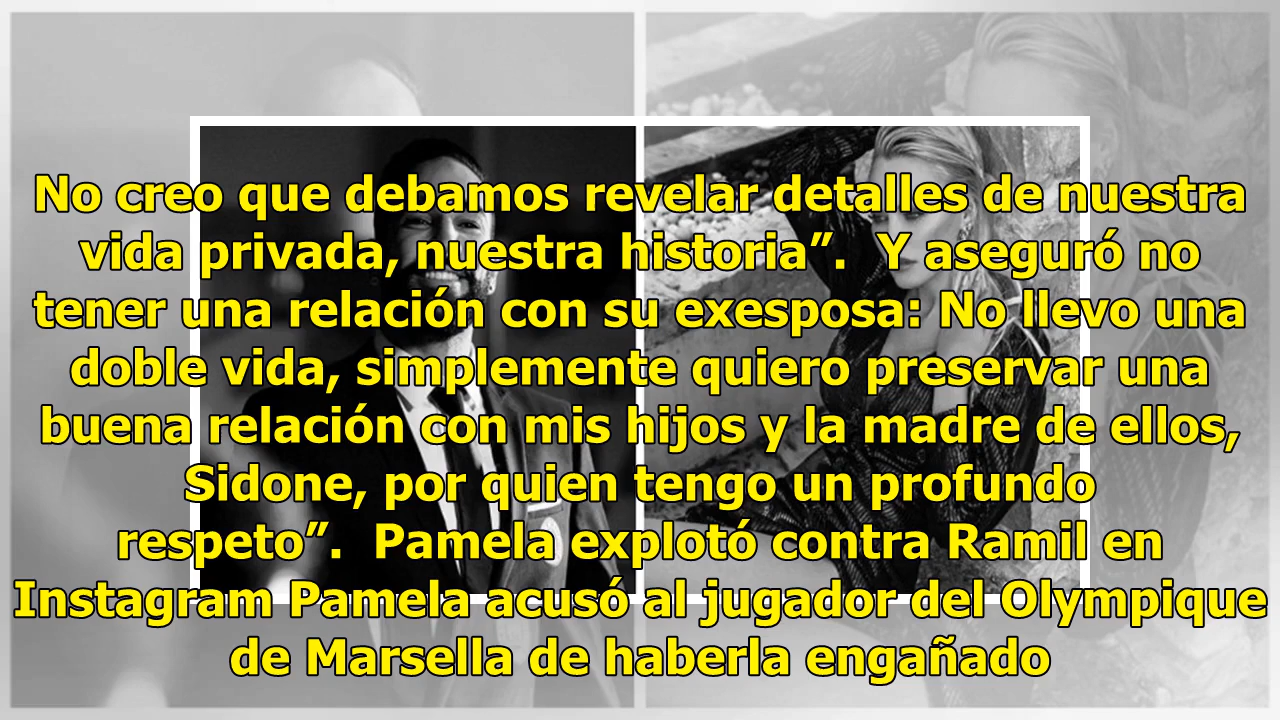 No creo que debamos revelar detalles de nuestra
vida privada, nuestra historia”.  Y aseguró no
tener una relación con su exesposa: No llevo una
doble vida, simplemente quiero preservar una
buena relación con mis hijos y la madre de ellos,
Sidone, por quien tengo un profundo
respeto”.  Pamela explotó contra Ramil en
Instagram Pamela acusó al jugador del Olympique
de Marsella de haberla engañado